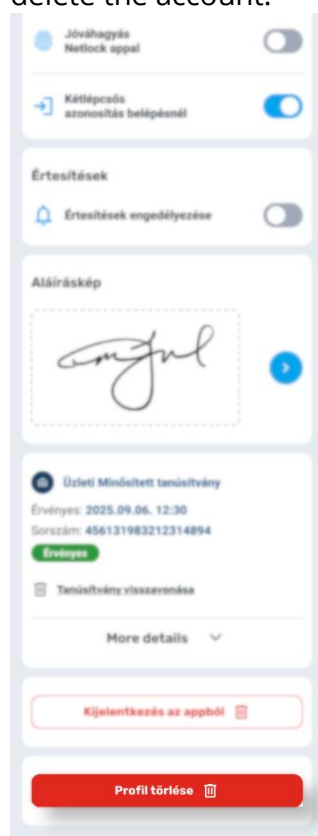 delete the account.
Jóváhagyás
Netlock appal
Kétlépcsős
azonosítás belépésnél
Értesítések
Értesítések engedélyezése
Aláíráskép
Üzleti Minősített tanúsítvány
Érvényes: 2025.09.06. 12:30
Sorszám: 456131983212314894
Érvényes
Tanúsítvány visszavonása
More details
Kijelentkezés az appból
Profil törlése